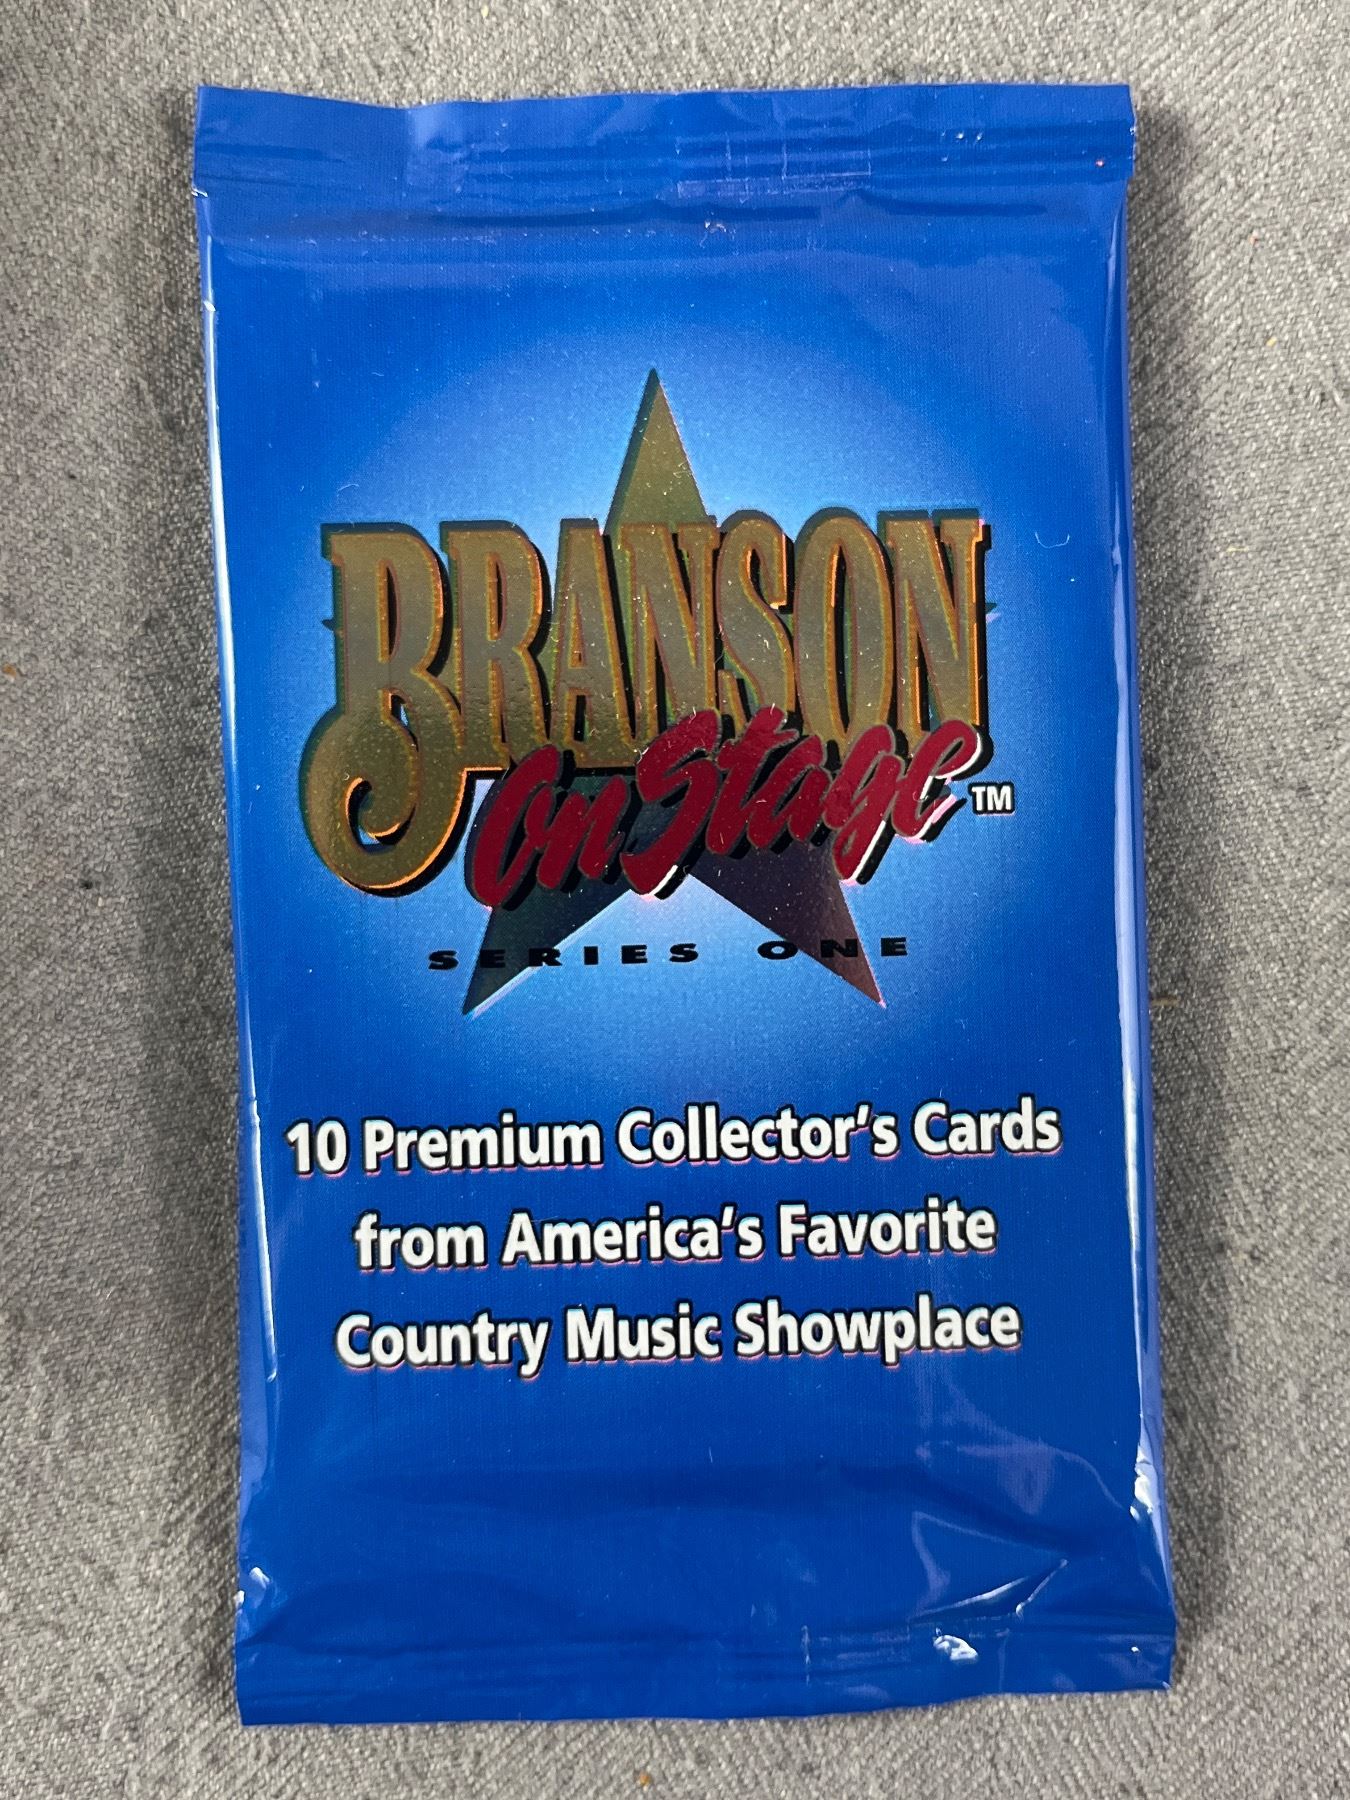 BRANSON
on Stage™
SERIES ONE
10 Premium Collector's Cards
from America's Favorite
Country Music Showplace